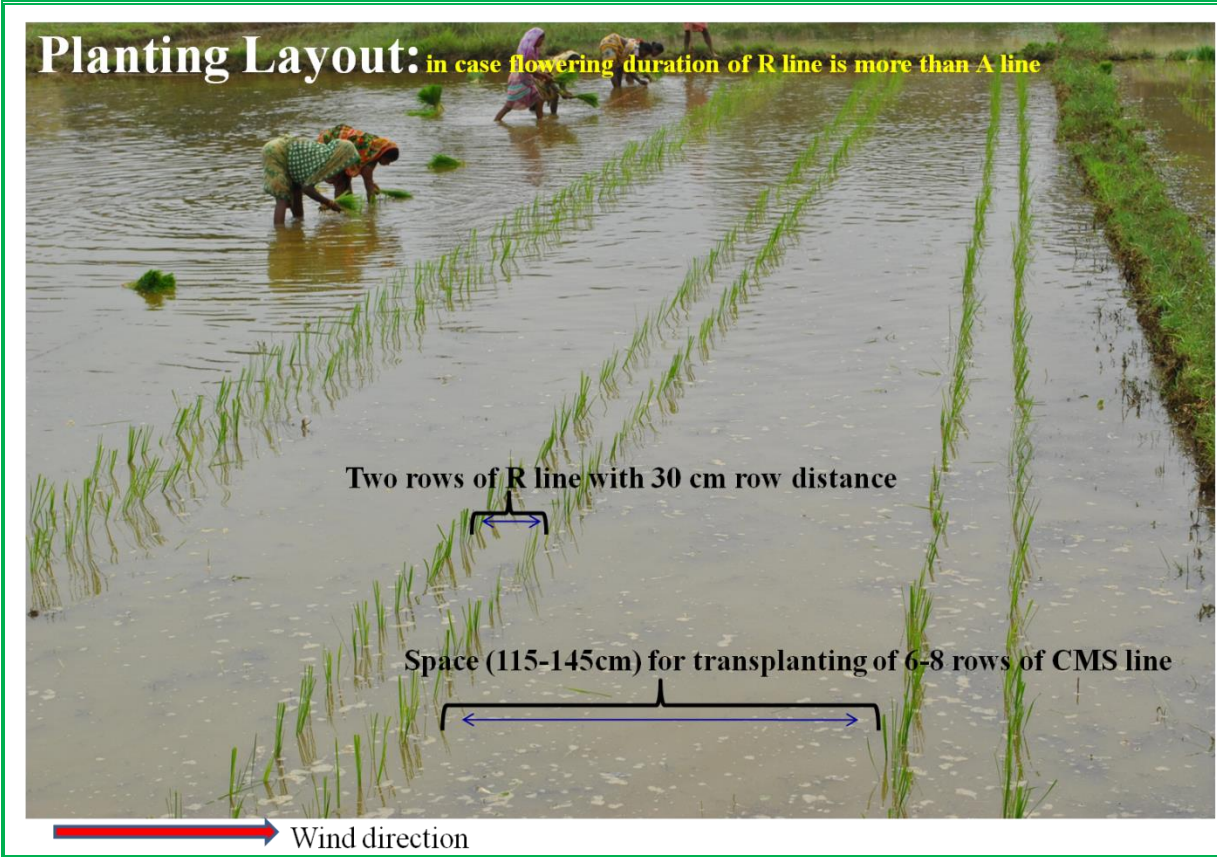 Planting Layout: in case flowering duration of R line is more than A line
Two rows of R line with 30 cm row distance
Space (115-145cm) for transplanting of 6-8 rows of CMS line
Wind direction